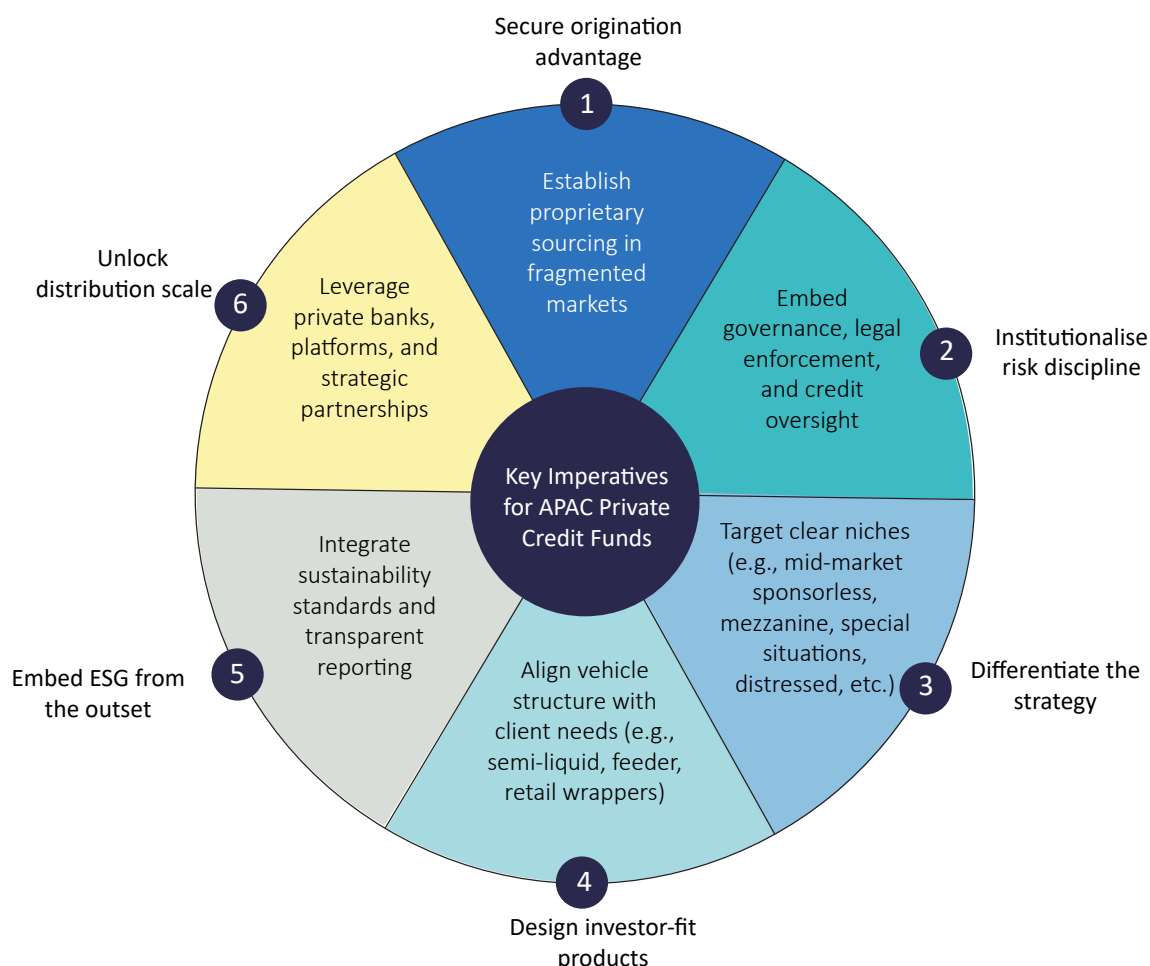 Secure origination
advantage
1
Establish
proprietary
sourcing in
fragmented
markets
2
Institutionalise
risk discipline
Embed
governance, legal
enforcement,
and credit
oversight
3
Differentiate the
strategy
Target clear niches
(e.g., mid-market
sponsorless,
mezzanine, special
situations,
distressed, etc.)
4
Design investor-fit
products
Align vehicle
structure with
client needs (e.g.,
semi-liquid, feeder,
retail wrappers)
5
Embed ESG from
the outset
Integrate
sustainability
standards and
transparent
reporting
6
Unlock
distribution scale
Leverage
private banks,
platforms, and
strategic
partnerships
Key Imperatives
for APAC Private
Credit Funds